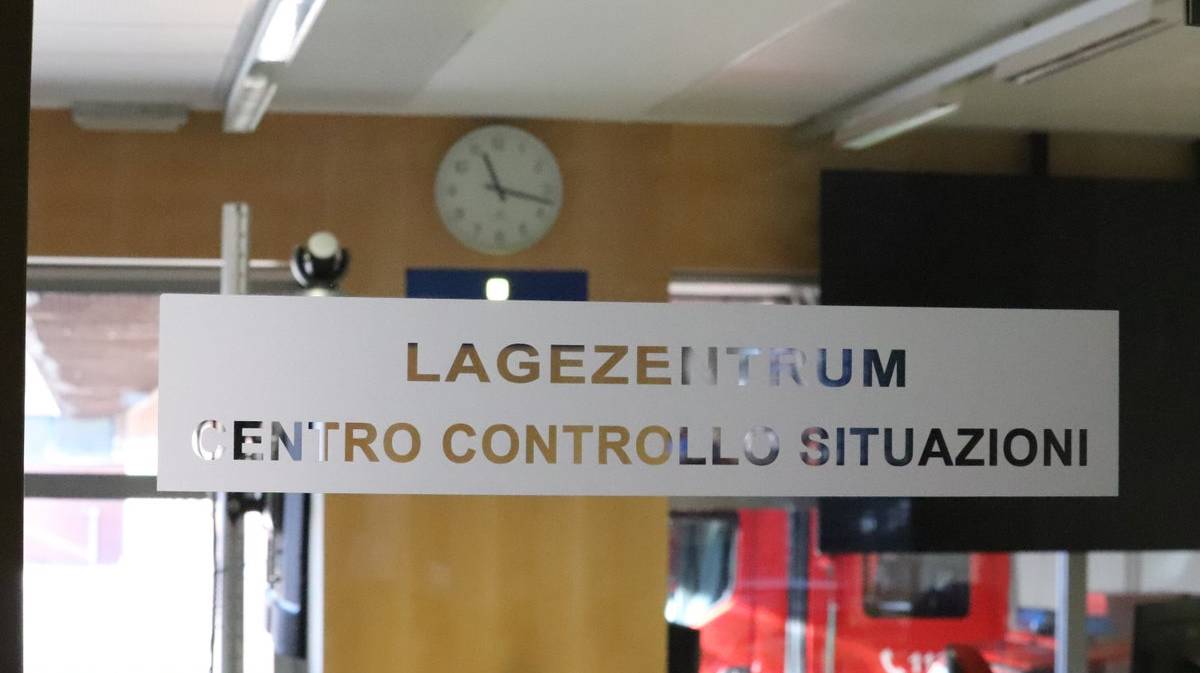 LAGEZENTRUM
CENTRO CONTROLLO SITUAZIONI